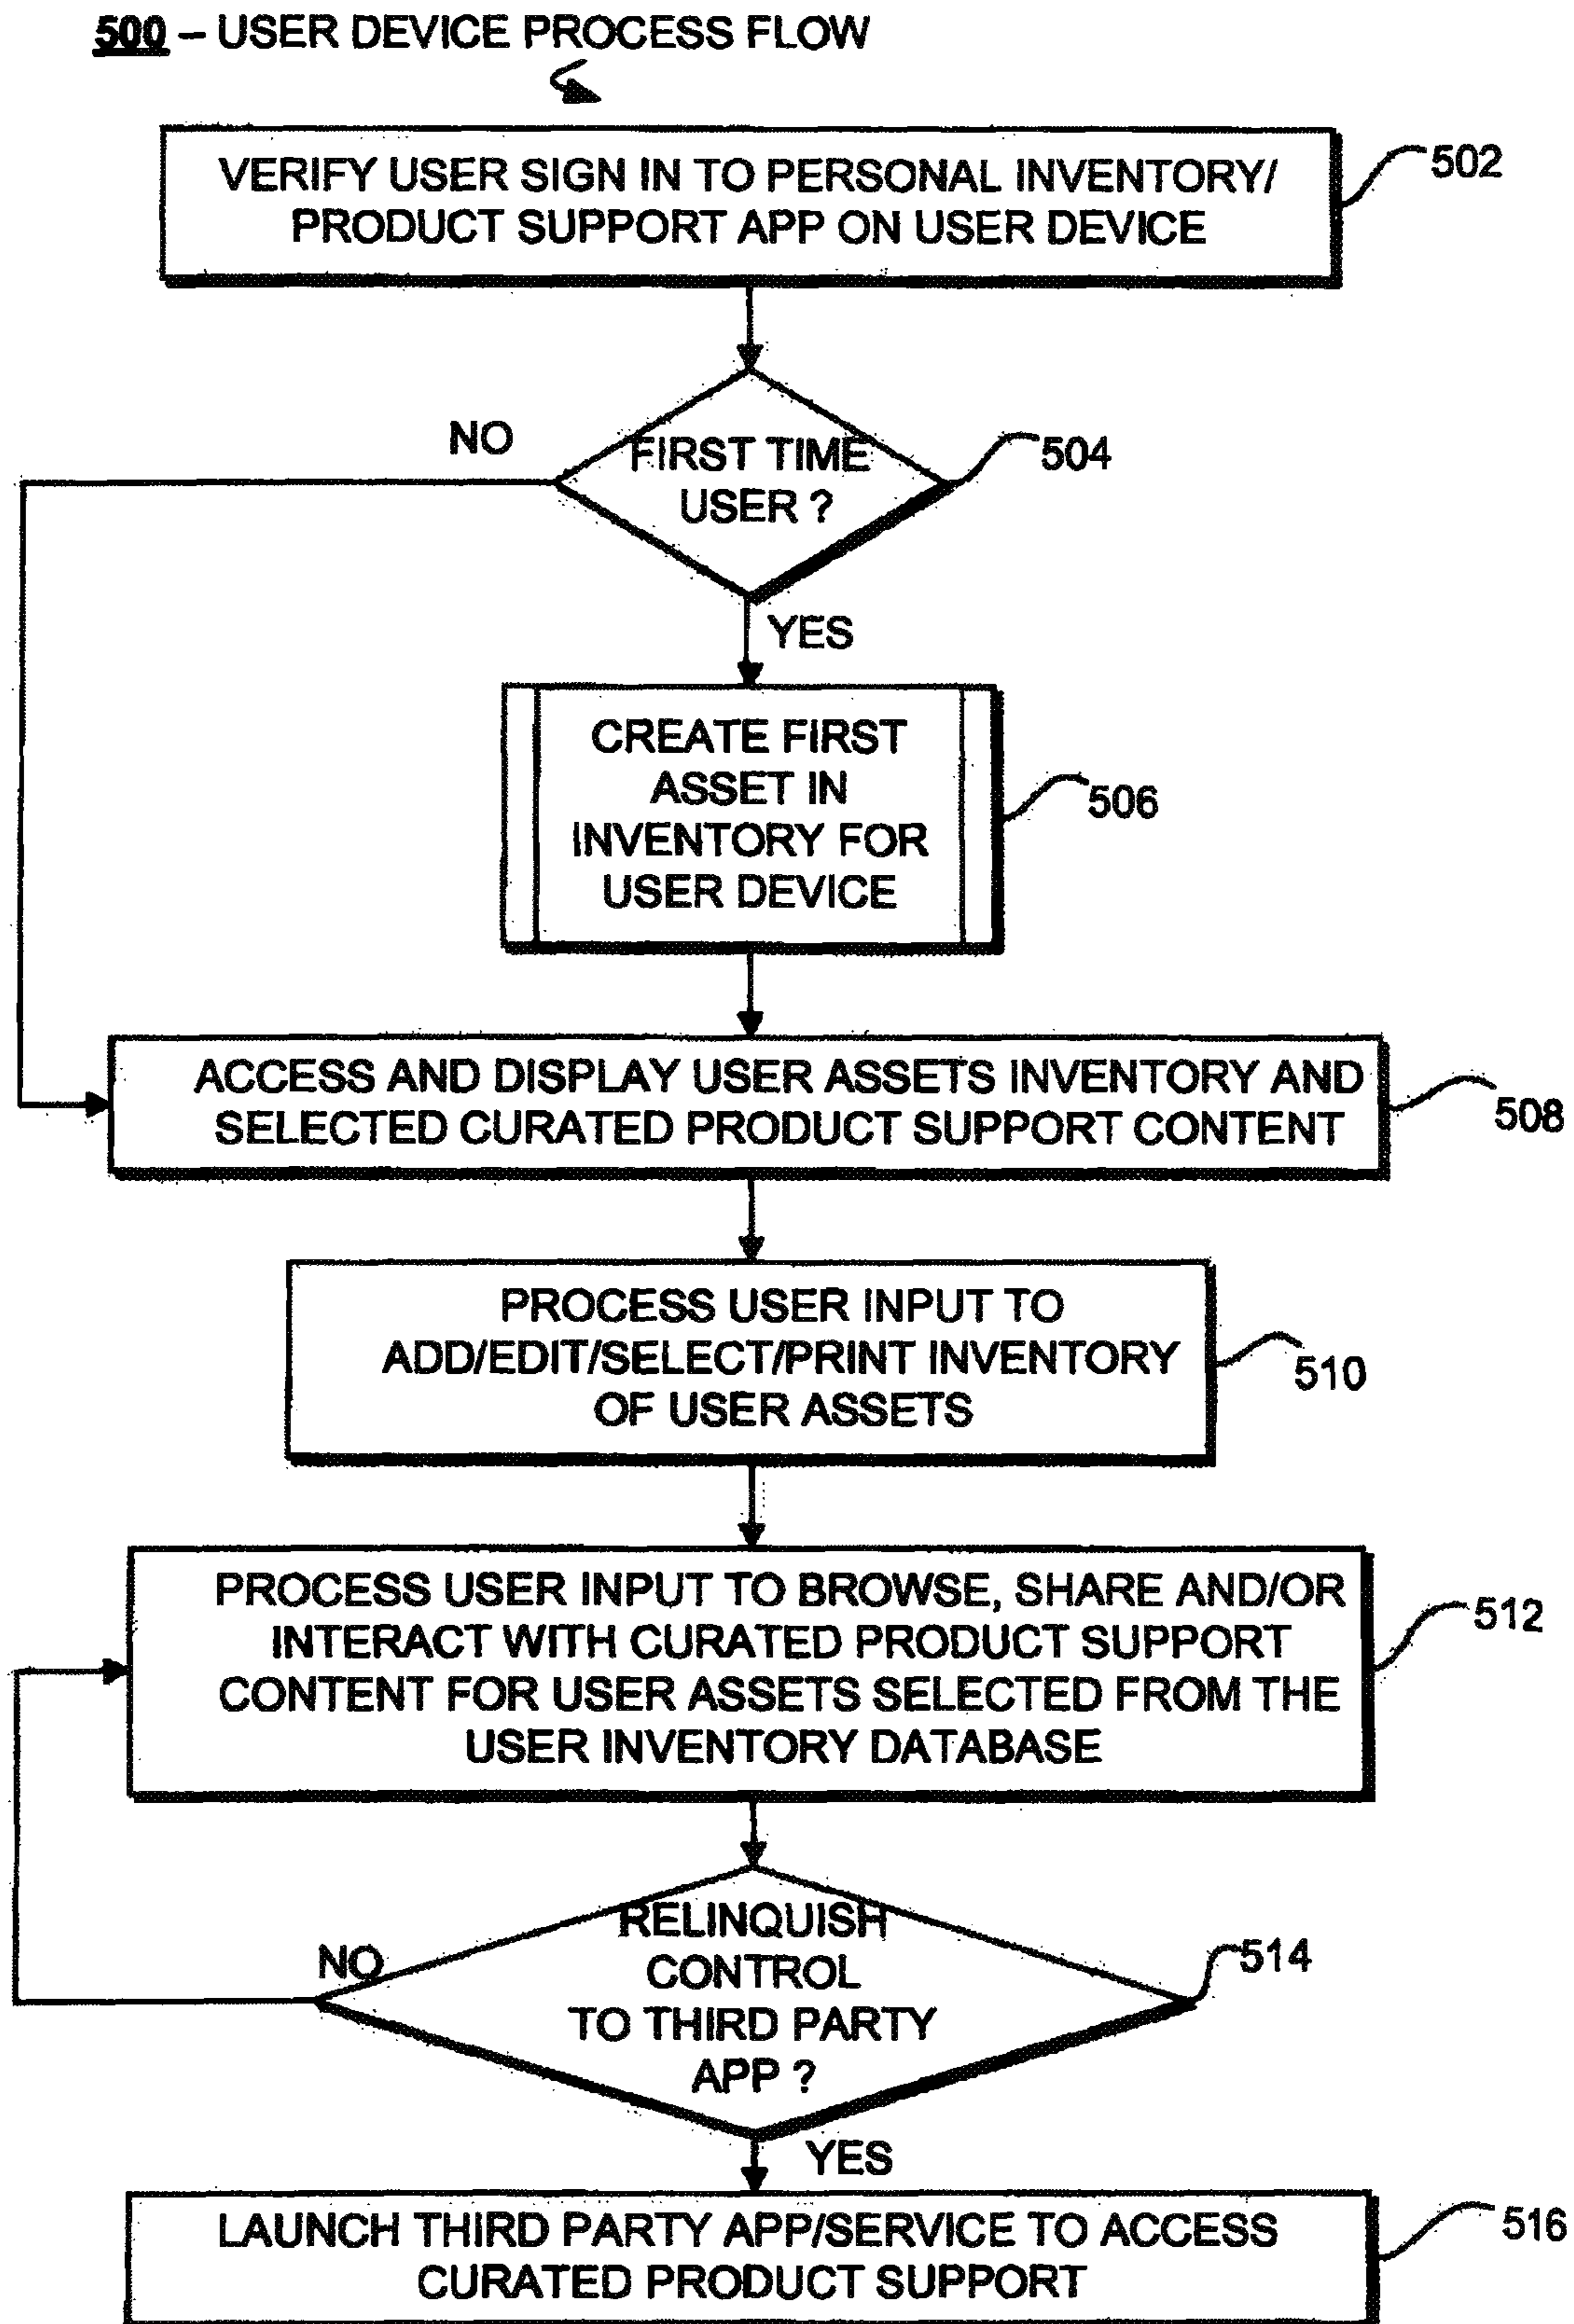 500 – USER DEVICE PROCESS FLOW
VERIFY USER SIGN IN TO PERSONAL INVENTORY/
PRODUCT SUPPORT APP ON USER DEVICE
502
NO
FIRST TIME
USER ?
504
YES
CREATE FIRST
ASSET IN
INVENTORY FOR
USER DEVICE
506
ACCESS AND DISPLAY USER ASSETS INVENTORY AND
SELECTED CURATED PRODUCT SUPPORT CONTENT
508
PROCESS USER INPUT TO
ADD/EDIT/SELECT/PRINT INVENTORY
OF USER ASSETS
510
PROCESS USER INPUT TO BROWSE, SHARE AND/OR
INTERACT WITH CURATED PRODUCT SUPPORT
CONTENT FOR USER ASSETS SELECTED FROM THE
USER INVENTORY DATABASE
512
NO
RELINQUISH
CONTROL
TO THIRD PARTY
APP ?
514
YES
LAUNCH THIRD PARTY APP/SERVICE TO ACCESS
CURATED PRODUCT SUPPORT
516